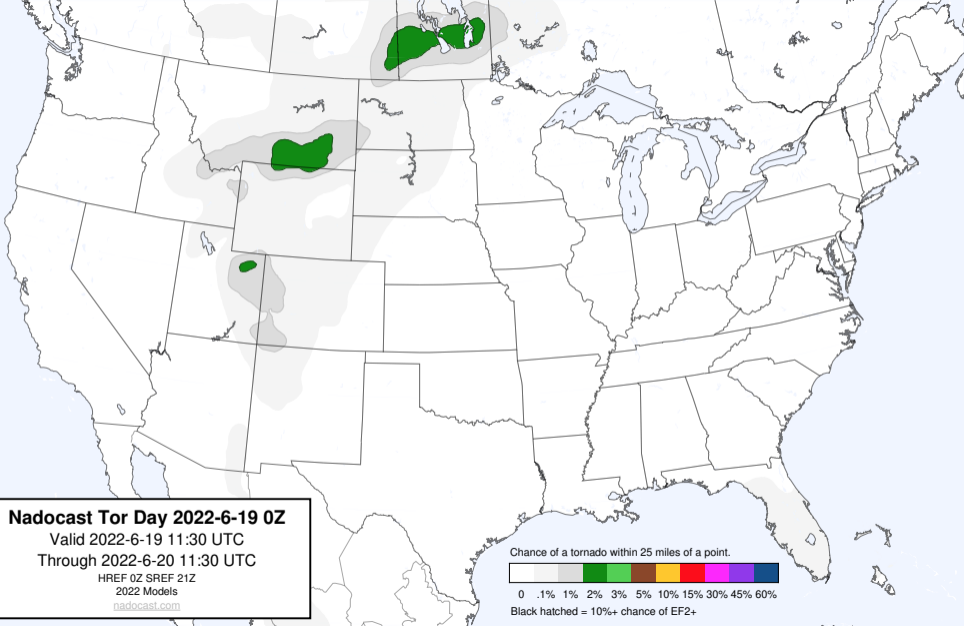 Nadocast Tor Day 2022-6-19 0Z
Valid 2022-6-19 11:30 UTC
Through 2022-6-20 11:30 UTC
HREF 0Z SREF 21Z
2022 Models
nadocast.com
Chance of a tornado within 25 miles of a point.
0 .1% 1% 2% 3% 5% 10% 15% 30% 45% 60%
Black hatched = 10%+ chance of EF2+